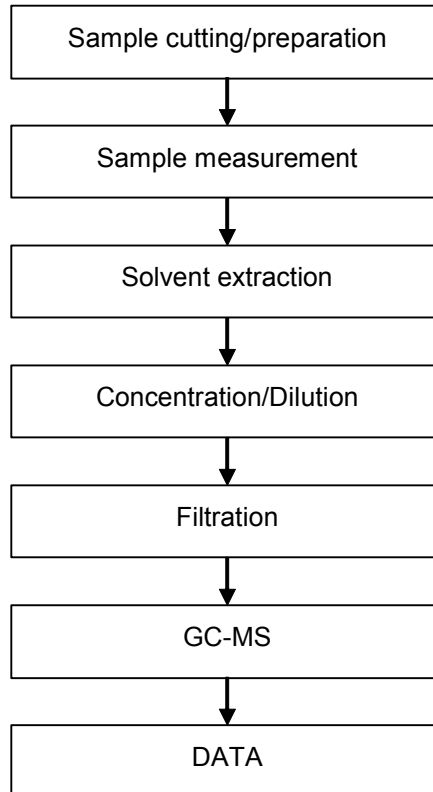 Sample cutting/preparation
Sample measurement
Solvent extraction
Concentration/Dilution
Filtration
GC-MS
DATA